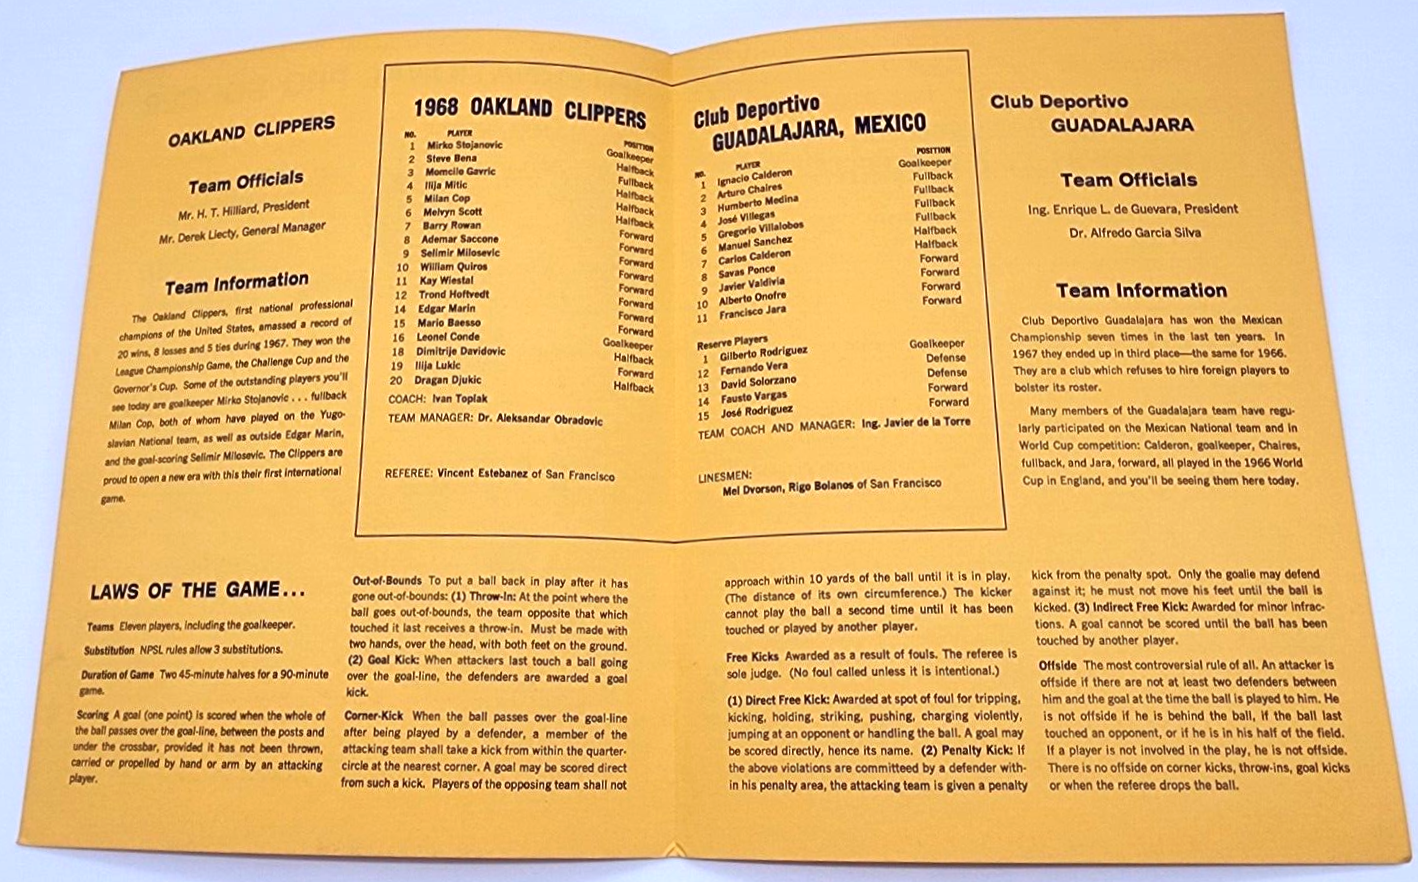 OAKLAND CLIPPERS
Team Officials
Mr. H. T. Hilliard, President
Mr. Derek Liecty, General Manager
Team Information
The Oakland Clippers, first national professional
champions of the United States, amassed a record of
20 wins, 8 losses and 5 ties during 1967. They won the
League Championship Game, the Challenge Cup and the
Governor's Cup. Some of the outstanding players you'll
see today are goalkeeper Mirko Stojanovic . . . fullback
Milan Cop, both of whom have played on the Yugo-
slavian National team, as well as outside Edgar Marin,
and the goal-scoring Selimir Milosevic. The Clippers are
proud to open a new era with this their first international
game.
1968 OAKLAND CLIPPERS
NO. PLAYER POSITION
1 Mirko Stojanovic Goalkeeper
2 Steve Bena Halfback
3 Momcilo Gavric Fullback
4 Ilija Mitic Halfback
5 Milan Cop Halfback
6 Melvyn Scott Halfback
7 Barry Rowan Forward
8 Ademar Saccone Forward
9 Selimir Milosevic Forward
10 William Quiros Forward
11 Kay Wiestal Forward
12 Trond Hoftvedt Forward
14 Edgar Marin Forward
15 Mario Baesso Forward
16 Leonel Conde Goalkeeper
18 Dimitrije Davidovic Halfback
19 Ilija Lukic Forward
20 Dragan Djukic Halfback
COACH: Ivan Toplak
TEAM MANAGER: Dr. Aleksandar Obradovic
REFEREE: Vincent Estebanez of San Francisco
Club Deportivo
GUADALAJARA, MEXICO
NO. PLAYER POSITION
1 Ignacio Calderon Goalkeeper
2 Arturo Chaires Fullback
3 Humberto Medina Fullback
4 José Villegas Fullback
5 Gregorio Villalobos Fullback
6 Manuel Sanchez Halfback
7 Carlos Calderon Halfback
8 Savas Ponce Forward
9 Javier Valdivia Forward
10 Alberto Onofre Forward
11 Francisco Jara Forward
Reserve Players
1 Gilberto Rodriguez Goalkeeper
12 Fernando Vera Defense
13 David Solorzano Defense
14 Fausto Vargas Forward
15 José Rodriguez Forward
TEAM COACH AND MANAGER: Ing. Javier de la Torre
LINESMEN:
Mel Dvorson, Rigo Bolanos of San Francisco
Club Deportivo
GUADALAJARA
Team Officials
Ing. Enrique L. de Guevara, President
Dr. Alfredo Garcia Silva
Team Information
Club Deportivo Guadalajara has won the Mexican
Championship seven times in the last ten years. In
1967 they ended up in third place—the same for 1966.
They are a club which refuses to hire foreign players to
bolster its roster.
Many members of the Guadalajara team have regu-
larly participated on the Mexican National team and in
World Cup competition: Calderon, goalkeeper, Chaires,
fullback, and Jara, forward, all played in the 1966 World
Cup in England, and you'll be seeing them here today.
LAWS OF THE GAME...
Teams Eleven players, including the goalkeeper.
Substitution NPSL rules allow 3 substitutions.
Duration of Game Two 45-minute halves for a 90-minute
game.
Scoring A goal (one point) is scored when the whole of
the ball passes over the goal-line, between the posts and
under the crossbar, provided it has not been thrown,
carried or propelled by hand or arm by an attacking
player.
Out-of-Bounds To put a ball back in play after it has
gone out-of-bounds: (1) Throw-In: At the point where the
ball goes out-of-bounds, the team opposite that which
touched it last receives a throw-in. Must be made with
two hands, over the head, with both feet on the ground.
(2) Goal Kick: When attackers last touch a ball going
over the goal-line, the defenders are awarded a goal
kick.
Corner-Kick When the ball passes over the goal-line
after being played by a defender, a member of the
attacking team shall take a kick from within the quarter-
circle at the nearest corner. A goal may be scored direct
from such a kick. Players of the opposing team shall not
approach within 10 yards of the ball until it is in play.
(The distance of its own circumference.) The kicker
cannot play the ball a second time until it has been
touched or played by another player.
Free Kicks Awarded as a result of fouls. The referee is
sole judge. (No foul called unless it is intentional.)
(1) Direct Free Kick: Awarded at spot of foul for tripping,
kicking, holding, striking, pushing, charging violently,
jumping at an opponent or handling the ball. A goal may
be scored directly, hence its name. (2) Penalty Kick: If
the above violations are committeed by a defender with-
in his penalty area, the attacking team is given a penalty
kick from the penalty spot. Only the goalie may defend
against it; he must not move his feet until the ball is
kicked. (3) Indirect Free Kick: Awarded for minor infrac-
tions. A goal cannot be scored until the ball has been
touched by another player.
Offside The most controversial rule of all. An attacker is
offside if there are not at least two defenders between
him and the goal at the time the ball is played to him. He
is not offside if he is behind the ball, if the ball last
touched an opponent, or if he is in his half of the field.
If a player is not involved in the play, he is not offside.
There is no offside on corner kicks, throw-ins, goal kicks
or when the referee drops the ball.